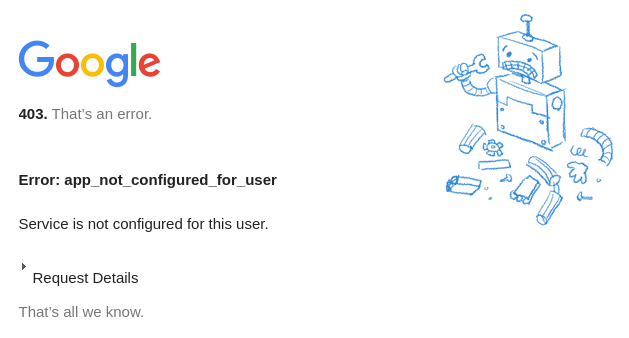 Google
403. That’s an error.
Error: app_not_configured_for_user
Service is not configured for this user.
Request Details
That’s all we know.